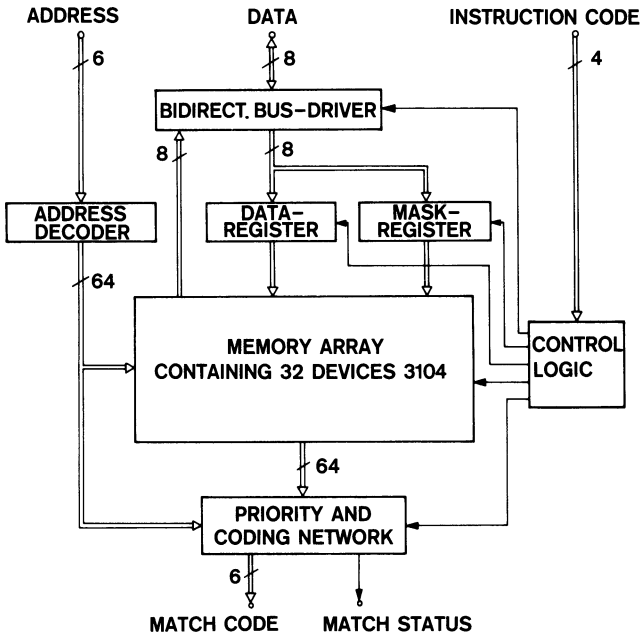 ADDRESS
DATA
INSTRUCTION CODE
6
8
4
BIDIRECT. BUS-DRIVER
8
8
ADDRESS
DECODER
DATA-
REGISTER
MASK-
REGISTER
64
MEMORY ARRAY
CONTAINING 32 DEVICES 3104
CONTROL
LOGIC
64
PRIORITY AND
CODING NETWORK
6
MATCH CODE
MATCH STATUS